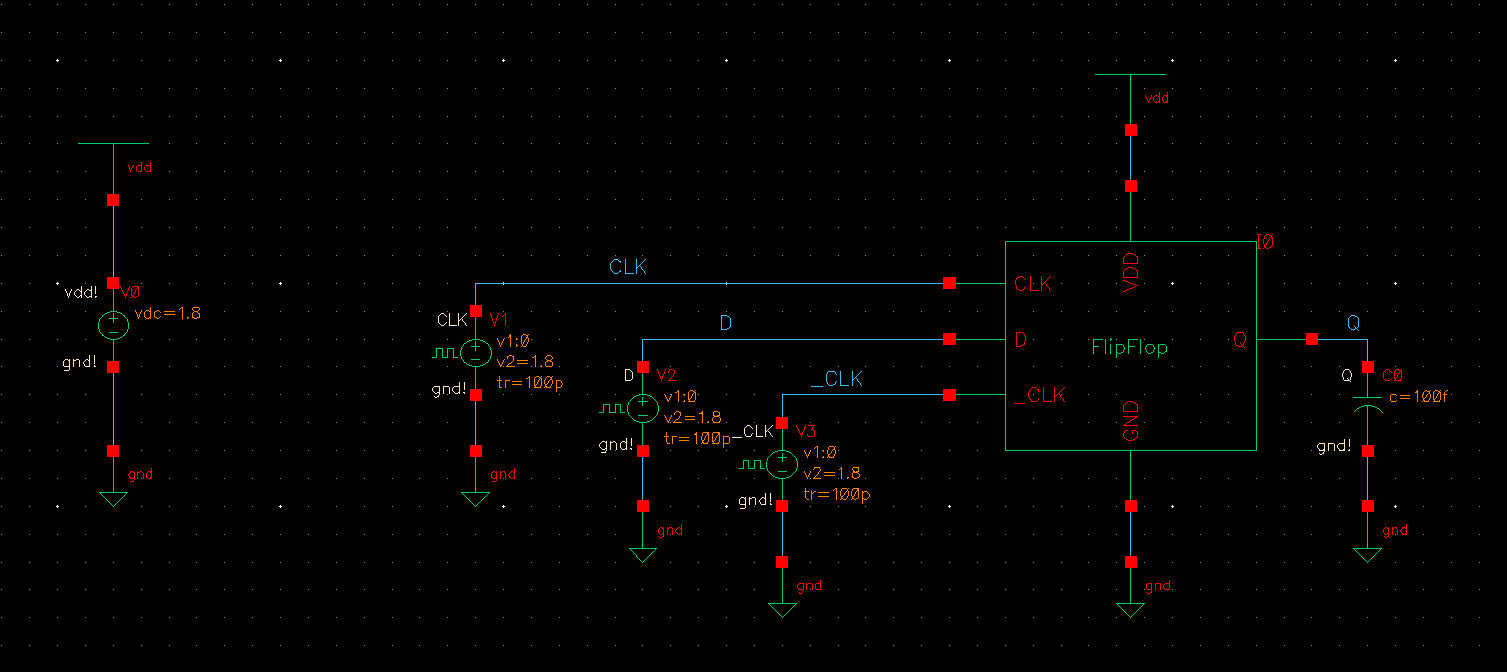 vdd
vdd!
V0
vdc=1.8
gnd!
gnd
CLK
CLK
V1
v1:0
v2=1.8
tr=100p
gnd!
gnd
D
D
V2
v1:0
v2=1.8
tr=100p
gnd!
gnd
_CLK
_CLK
V3
v1:0
v2=1.8
tr=100p
gnd!
gnd
vdd
I0
VDD
CLK
D
FlipFlop
Q
_CLK
GND
gnd
Q
Q
C0
c=100f
gnd!
gnd